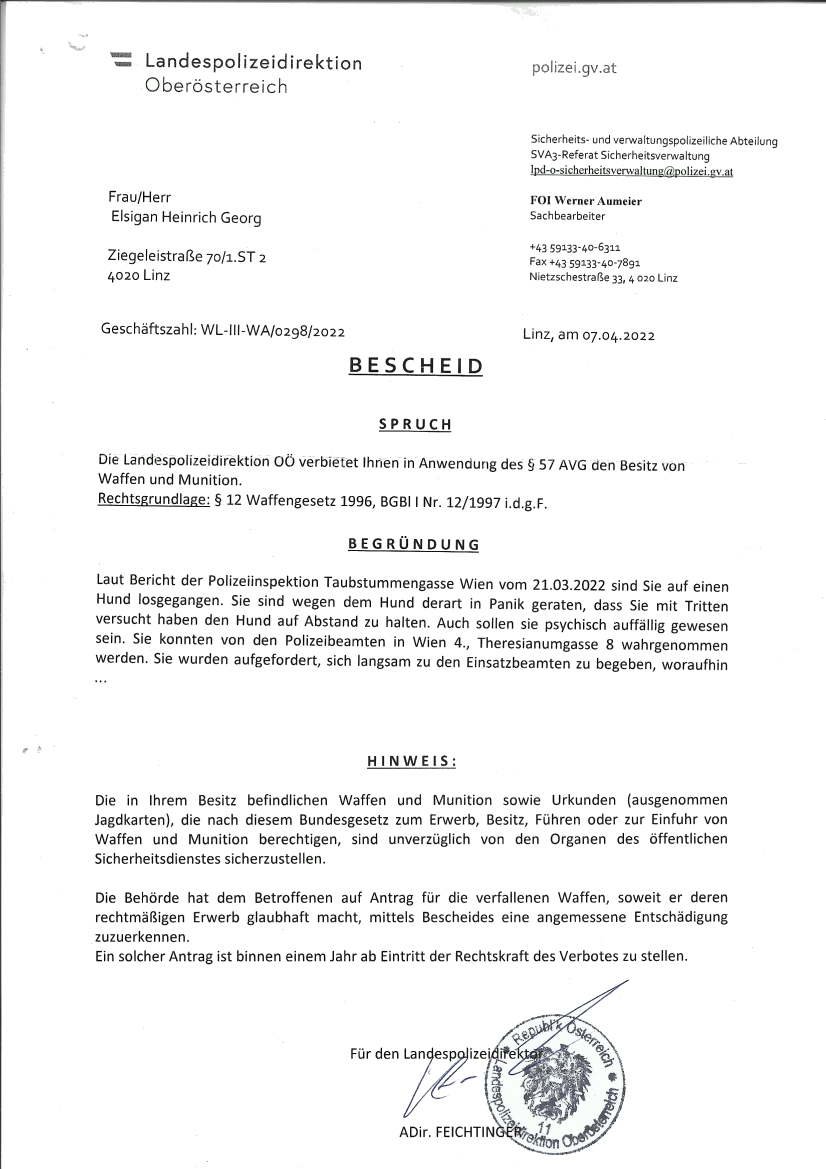 Landespolizeidirektion
Oberösterreich
polizei.gv.at
Sicherheits- und verwaltungspolizeiliche Abteilung
SVA3-Referat Sicherheitsverwaltung
lpd-o-sicherheitsverwaltung@polizei.gv.at
FOI Werner Aumeier
Sachbearbeiter
+43 59133-40-6311
Fax +43 59133-40-7891
Nietzschestraße 33, 4 020 Linz
Frau/Herr
Elsigan Heinrich Georg
Ziegeleistraße 70/1.ST 2
4020 Linz
Geschäftszahl: WL-III-WA/0298/2022
Linz, am 07.04.2022
BESCHEID
SPRUCH
Die Landespolizeidirektion OÖ verbietet Ihnen in Anwendung des § 57 AVG den Besitz von
Waffen und Munition.
Rechtsgrundlage: § 12 Waffengesetz 1996, BGBl I Nr. 12/1997 i.d.g.F.
BEGRÜNDUNG
Laut Bericht der Polizeiinspektion Taubstummengasse Wien vom 21.03.2022 sind Sie auf einen
Hund losgegangen. Sie sind wegen dem Hund derart in Panik geraten, dass Sie mit Tritten
versucht haben den Hund auf Abstand zu halten. Auch sollen sie psychisch auffällig gewesen
sein. Sie konnten von den Polizeibeamten in Wien 4., Theresianumgasse 8 wahrgenommen
werden. Sie wurden aufgefordert, sich langsam zu den Einsatzbeamten zu begeben, woraufhin
...
HINWEIS:
Die in Ihrem Besitz befindlichen Waffen und Munition sowie Urkunden (ausgenommen
Jagdkarten), die nach diesem Bundesgesetz zum Erwerb, Besitz, Führen oder zur Einfuhr von
Waffen und Munition berechtigen, sind unverzüglich von den Organen des öffentlichen
Sicherheitsdienstes sicherzustellen.
Die Behörde hat dem Betroffenen auf Antrag für die verfallenen Waffen, soweit er deren
rechtmäßigen Erwerb glaubhaft macht, mittels Bescheides eine angemessene Entschädigung
zuzuerkennen.
Ein solcher Antrag ist binnen einem Jahr ab Eintritt der Rechtskraft des Verbotes zu stellen.
Für den Landespolizeidirektor
ADir. FEICHTINGER
Republik Österreich
Landespolizeidirektion Oberösterreich
11